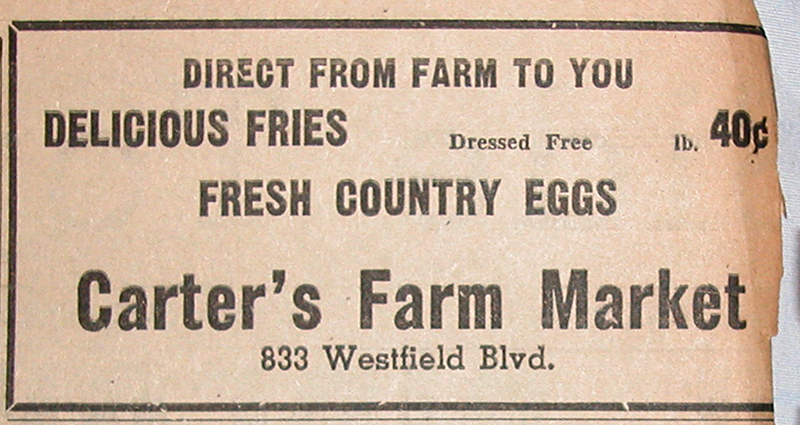 DIRECT FROM FARM TO YOU
DELICIOUS FRIES Dressed Free lb. 40¢
FRESH COUNTRY EGGS
Carter's Farm Market
833 Westfield Blvd.